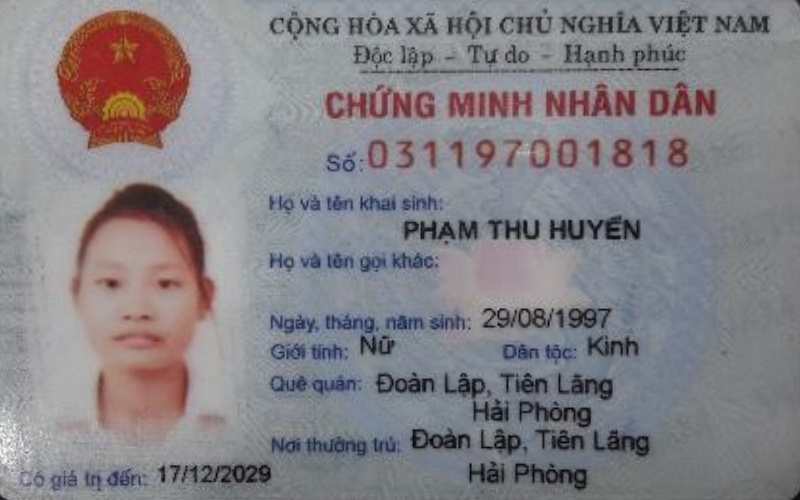 CỘNG HÒA XÃ HỘI CHỦ NGHĨA VIỆT NAM
Độc lập - Tự do - Hạnh phúc
CHỨNG MINH NHÂN DÂN
Số: 031197001818
Họ và tên khai sinh:
PHẠM THU HUYỀN
Họ và tên gọi khác:
Ngày, tháng, năm sinh: 29/08/1997
Giới tính: Nữ Dân tộc: Kinh
Quê quán: Đoàn Lập, Tiên Lãng
Hải Phòng
Nơi thường trú: Đoàn Lập, Tiên Lãng
Hải Phòng
Có giá trị đến: 17/12/2029